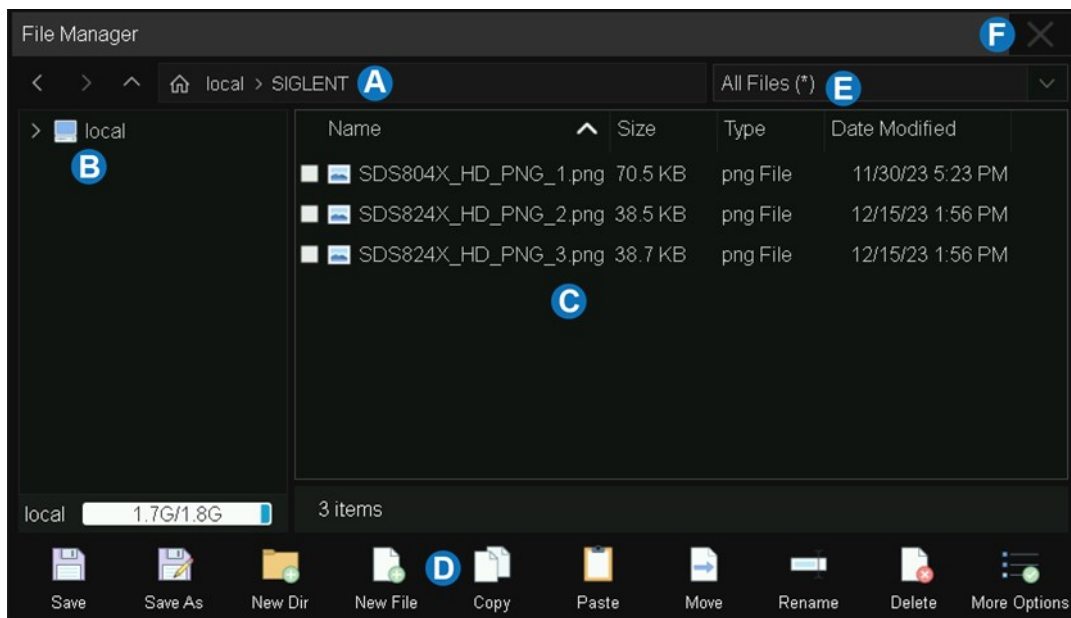 File Manager F
local > SIGLENT A All Files (*) E
local
B
Name Size Type Date Modified
SDS804X_HD_PNG_1.png 70.5 KB png File 11/30/23 5:23 PM
SDS824X_HD_PNG_2.png 38.5 KB png File 12/15/23 1:56 PM
SDS824X_HD_PNG_3.png 38.7 KB png File 12/15/23 1:56 PM
C
local 1.7G/1.8G 3 items
D
Save Save As New Dir New File Copy Paste Move Rename Delete More Options